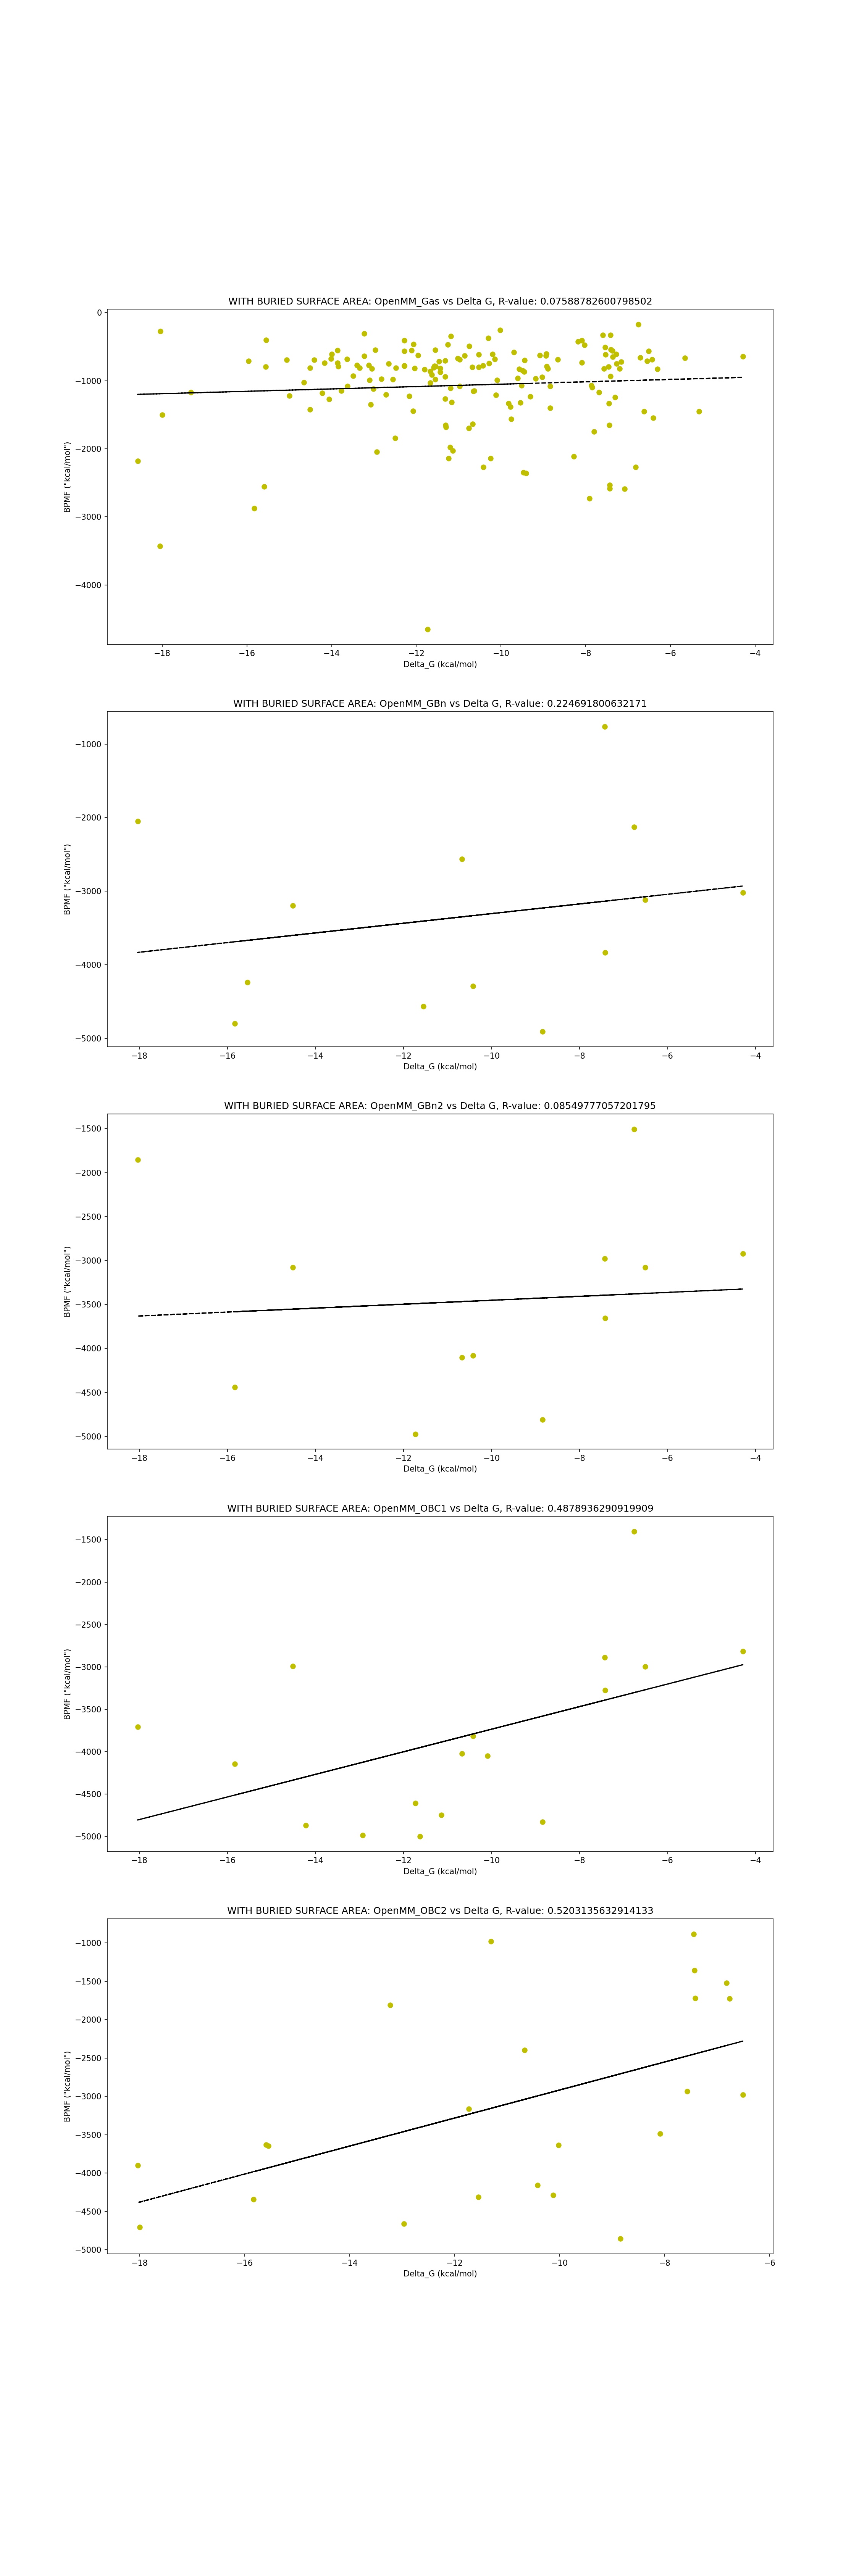 WITH BURIED SURFACE AREA: OpenMM_Gas vs Delta G, R-value: 0.07588782600798502
0
−1000
−2000
−3000
−4000
BPMF ("kcal/mol")
−18 −16 −14 −12 −10 −8 −6 −4
Delta_G (kcal/mol)
WITH BURIED SURFACE AREA: OpenMM_GBn vs Delta G, R-value: 0.224691800632171
−1000
−2000
−3000
−4000
−5000
BPMF ("kcal/mol")
−18 −16 −14 −12 −10 −8 −6 −4
Delta_G (kcal/mol)
WITH BURIED SURFACE AREA: OpenMM_GBn2 vs Delta G, R-value: 0.08549777057201795
−1500
−2000
−2500
−3000
−3500
−4000
−4500
−5000
BPMF ("kcal/mol")
−18 −16 −14 −12 −10 −8 −6 −4
Delta_G (kcal/mol)
WITH BURIED SURFACE AREA: OpenMM_OBC1 vs Delta G, R-value: 0.4878936290919909
−1500
−2000
−2500
−3000
−3500
−4000
−4500
−5000
BPMF ("kcal/mol")
−18 −16 −14 −12 −10 −8 −6 −4
Delta_G (kcal/mol)
WITH BURIED SURFACE AREA: OpenMM_OBC2 vs Delta G, R-value: 0.5203135632914133
−1000
−1500
−2000
−2500
−3000
−3500
−4000
−4500
−5000
BPMF ("kcal/mol")
−18 −16 −14 −12 −10 −8 −6
Delta_G (kcal/mol)